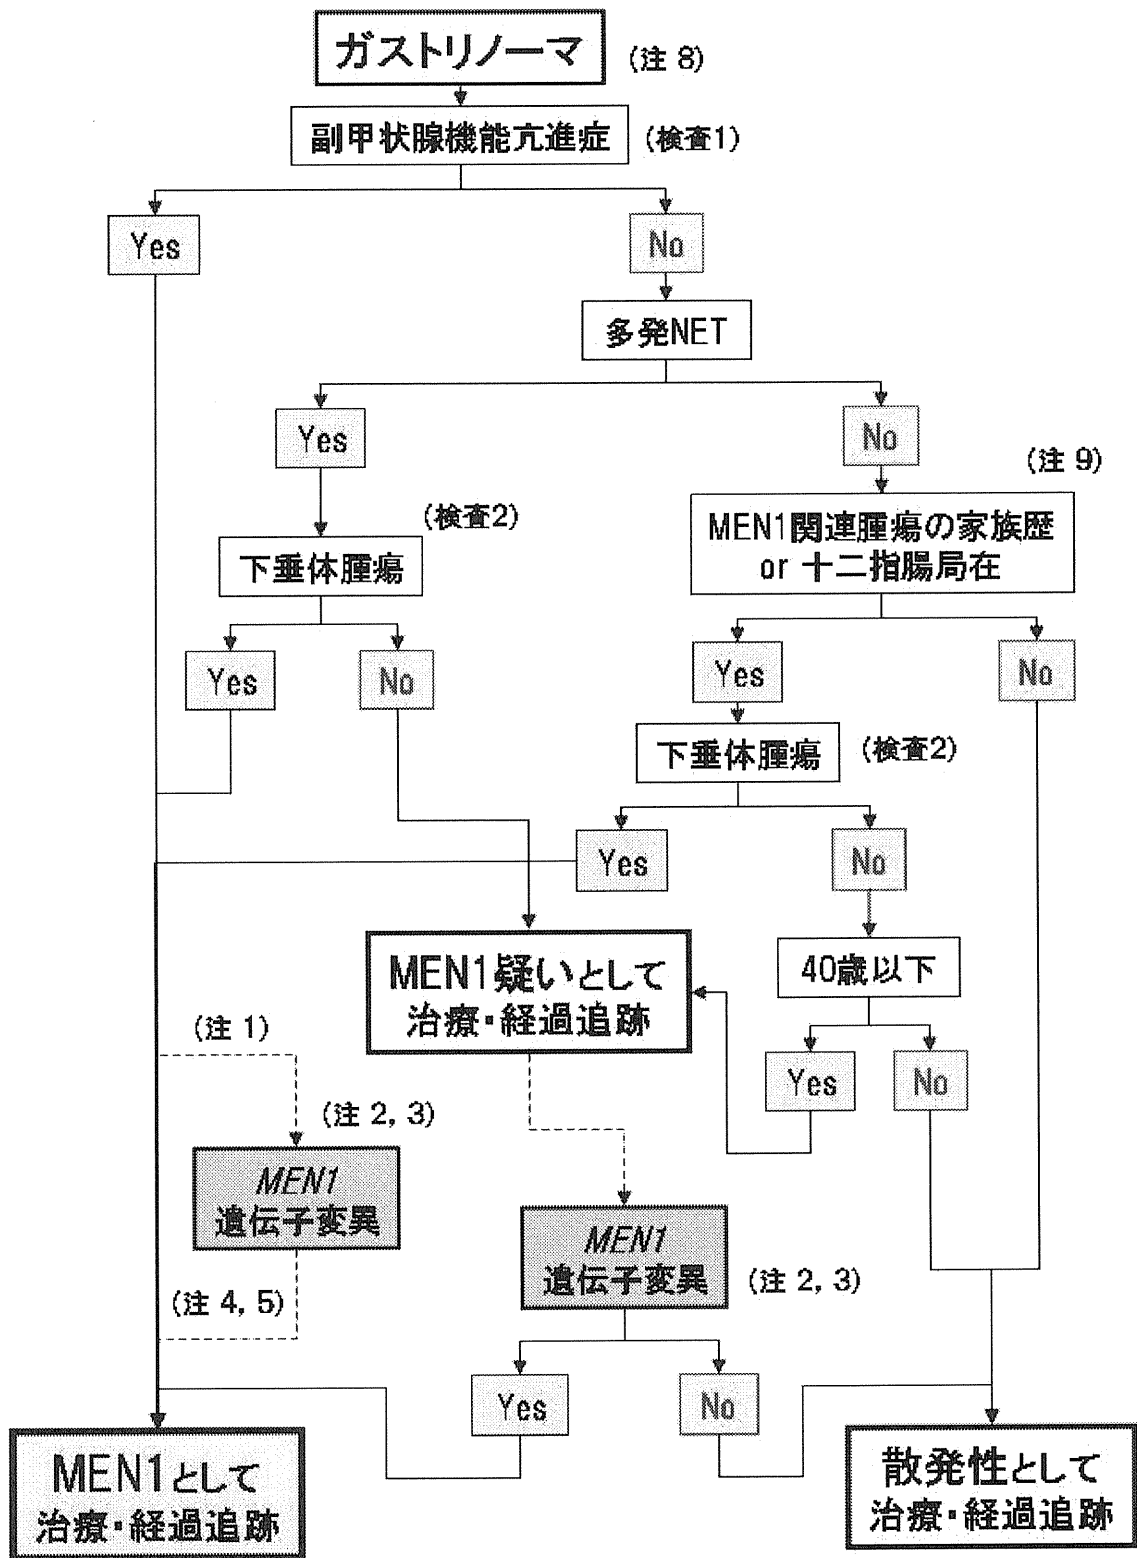 ガストリノーマ
(注 8)
副甲状腺機能亢進症
(検査1)
Yes
No
多発NET
Yes
No
(注 9)
(検査2)
下垂体腫瘍
MEN1関連腫瘍の家族歴
or 十二指腸局在
Yes
No
Yes
No
下垂体腫瘍
(検査2)
Yes
No
MEN1疑いとして
治療・経過追跡
40歳以下
(注 1)
Yes
No
(注 2, 3)
MEN1
遺伝子変異
MEN1
遺伝子変異
(注 2, 3)
(注 4, 5)
Yes
No
MEN1として
治療・経過追跡
散発性として
治療・経過追跡